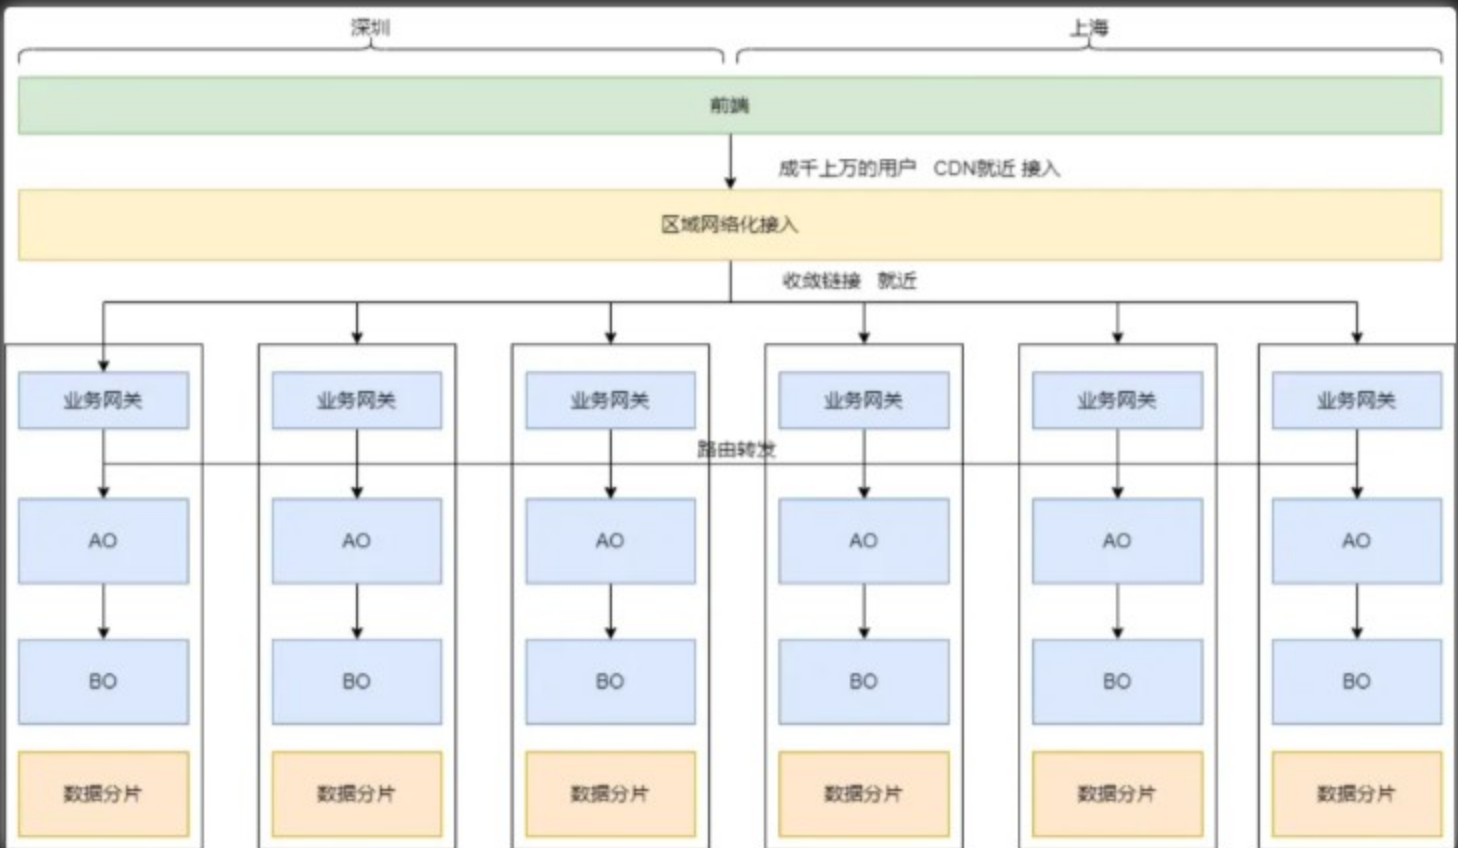 深圳 上海
前端
成千上万的用户 CDN就近 接入
区域网络化接入
收敛链接 就近
业务网关 业务网关 业务网关 业务网关 业务网关 业务网关
路由转发
AO AO AO AO AO AO
BO BO BO BO BO BO
数据分片 数据分片 数据分片 数据分片 数据分片 数据分片